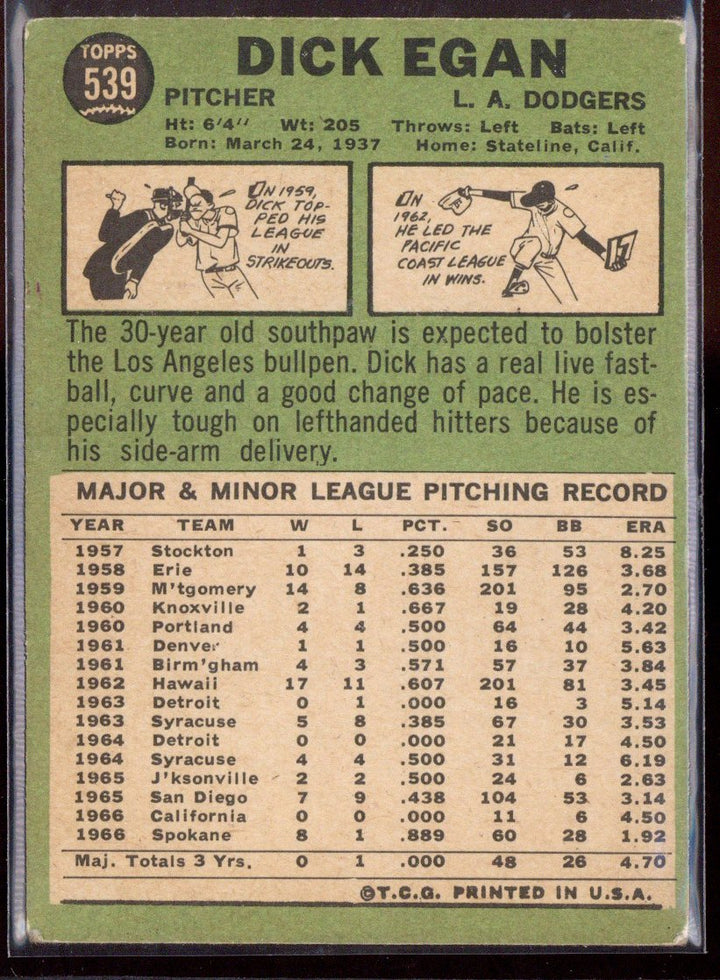 TOPPS
539
DICK EGAN
PITCHER L. A. DODGERS
Ht: 6'4" Wt: 205 Throws: Left Bats: Left
Born: March 24, 1937 Home: Stateline, Calif.
IN 1959,
DICK TOP-
PED HIS
LEAGUE
IN
STRIKEOUTS.
IN
1962,
HE LED THE
PACIFIC
COAST LEAGUE
IN WINS.
17
The 30-year old southpaw is expected to bolster
the Los Angeles bullpen. Dick has a real live fast-
ball, curve and a good change of pace. He is es-
pecially tough on lefthanded hitters because of
his side-arm delivery.
MAJOR & MINOR LEAGUE PITCHING RECORD
YEAR TEAM W L PCT. SO BB ERA
1957 Stockton 1 3 .250 36 53 8.25
1958 Erie 10 14 .385 157 126 3.68
1959 M'tgomery 14 8 .636 201 95 2.70
1960 Knoxville 2 1 .667 19 28 4.20
1960 Portland 4 4 .500 64 44 3.42
1961 Denver 1 1 .500 16 10 5.63
1961 Birm'gham 4 3 .571 57 37 3.84
1962 Hawaii 17 11 .607 201 81 3.45
1963 Detroit 0 1 .000 16 3 5.14
1963 Syracuse 5 8 .385 67 30 3.53
1964 Detroit 0 0 .000 21 17 4.50
1964 Syracuse 4 4 .500 31 12 6.19
1965 J'ksonville 2 2 .500 24 6 2.63
1965 San Diego 7 9 .438 104 53 3.14
1966 California 0 0 .000 11 6 4.50
1966 Spokane 8 1 .889 60 28 1.92
Maj. Totals 3 Yrs. 0 1 .000 48 26 4.70
©T.C.G. PRINTED IN U.S.A.